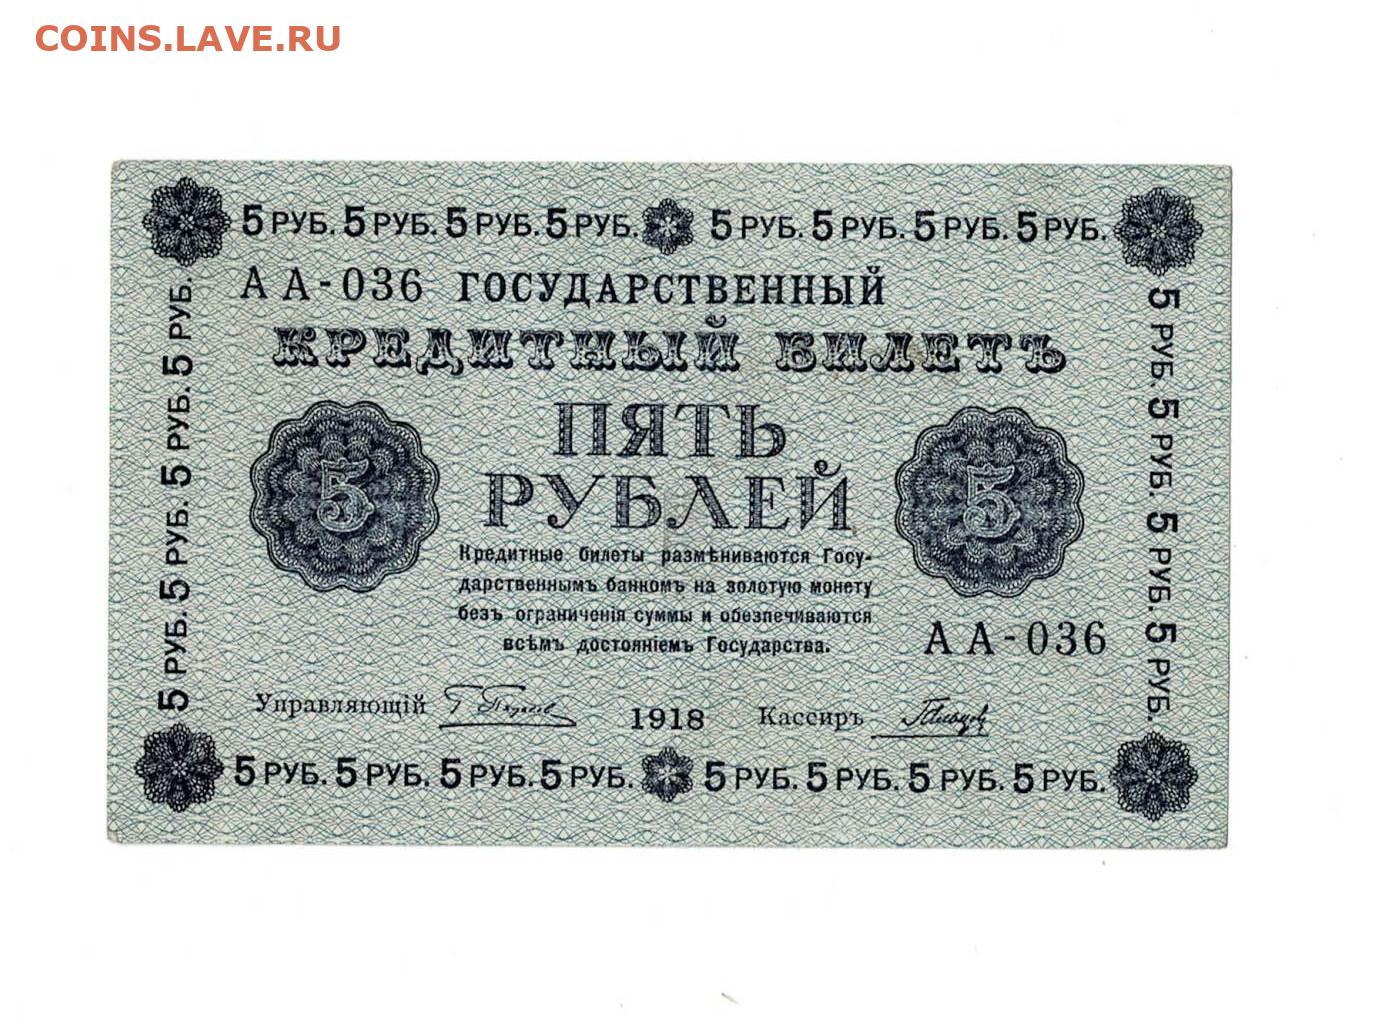 COINS.LAVE.RU
5 РУБ. 5 РУБ. 5 РУБ. 5 РУБ. 5 РУБ. 5 РУБ. 5 РУБ. 5 РУБ.
АА-036 ГОСУДАРСТВЕННЫЙ
КРЕДИТНЫЙ БИЛЕТЪ
5 РУБ. 5 РУБ. 5 РУБ. 5 РУБ.
5 РУБ. 5 РУБ. 5 РУБ. 5 РУБ.
5
ПЯТЬ
РУБЛЕЙ
5
Кредитные билеты размѣниваются Госу-
дарственнымъ банкомъ на золотую монету
безъ ограниченія суммы и обезпечиваются
всѣмъ достояніемъ Государства.
АА-036
Управляющій 1918 Кассиръ
5 РУБ. 5 РУБ. 5 РУБ. 5 РУБ. 5 РУБ. 5 РУБ. 5 РУБ. 5 РУБ.